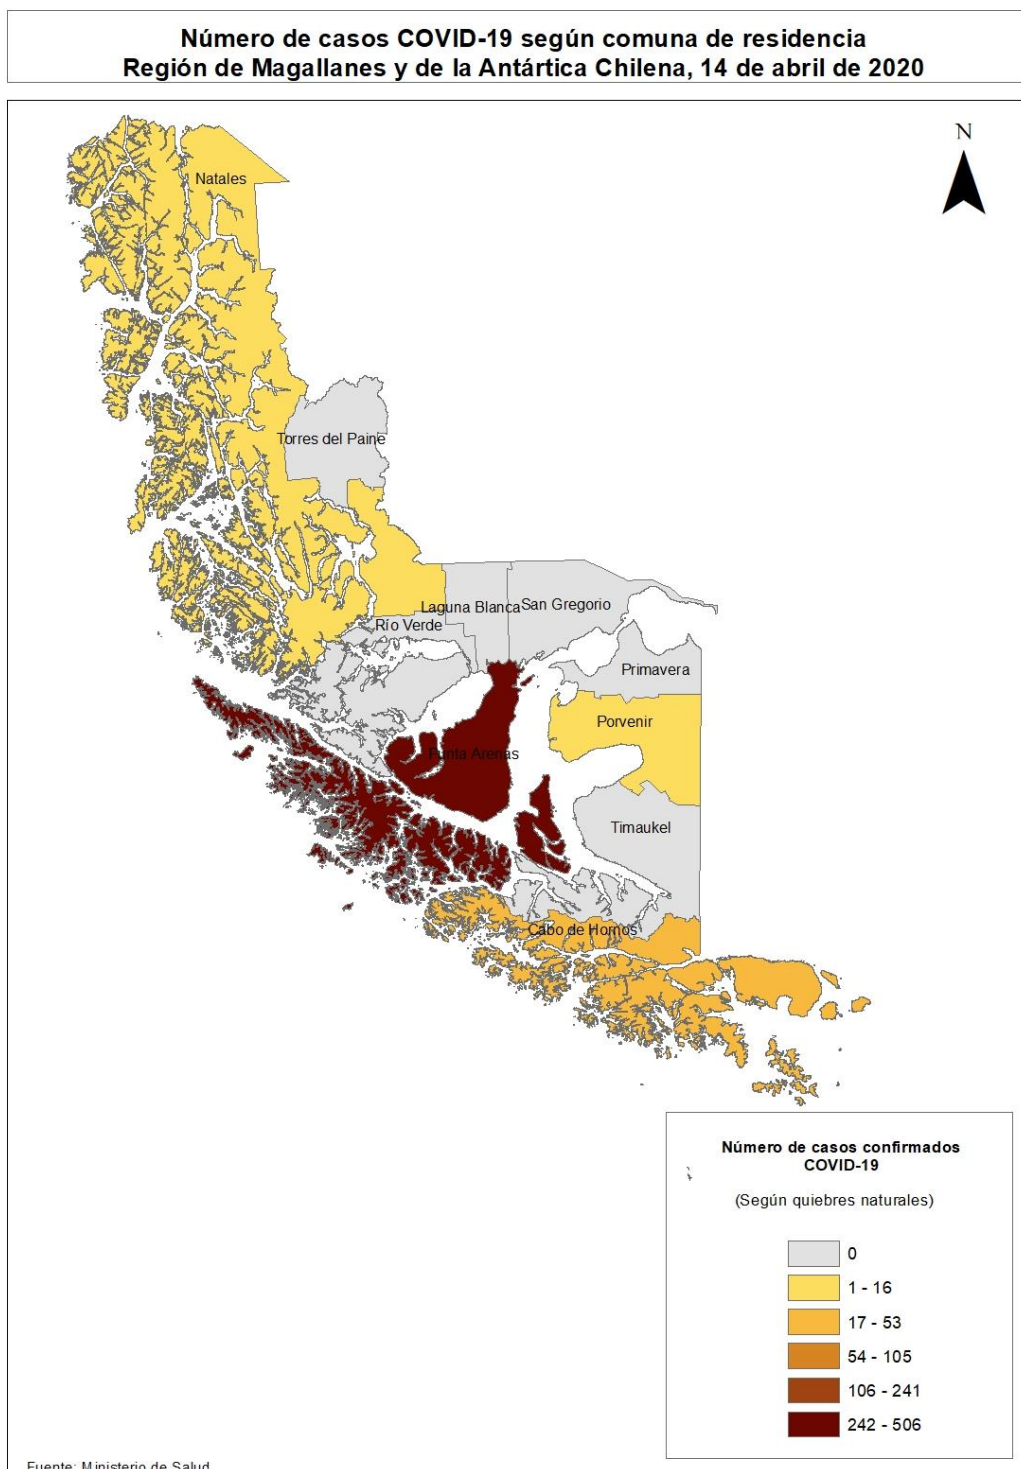 Número de casos COVID-19 según comuna de residencia
Región de Magallanes y de la Antártica Chilena, 14 de abril de 2020
N
Natales
Torres del Paine
Laguna Blanca
San Gregorio
Río Verde
Primavera
Porvenir
Punta Arenas
Timaukel
Cabo de Hornos
Número de casos confirmados
COVID-19
(Según quiebres naturales)
0
1 - 16
17 - 53
54 - 105
106 - 241
242 - 506
Fuente: Ministerio de Salud